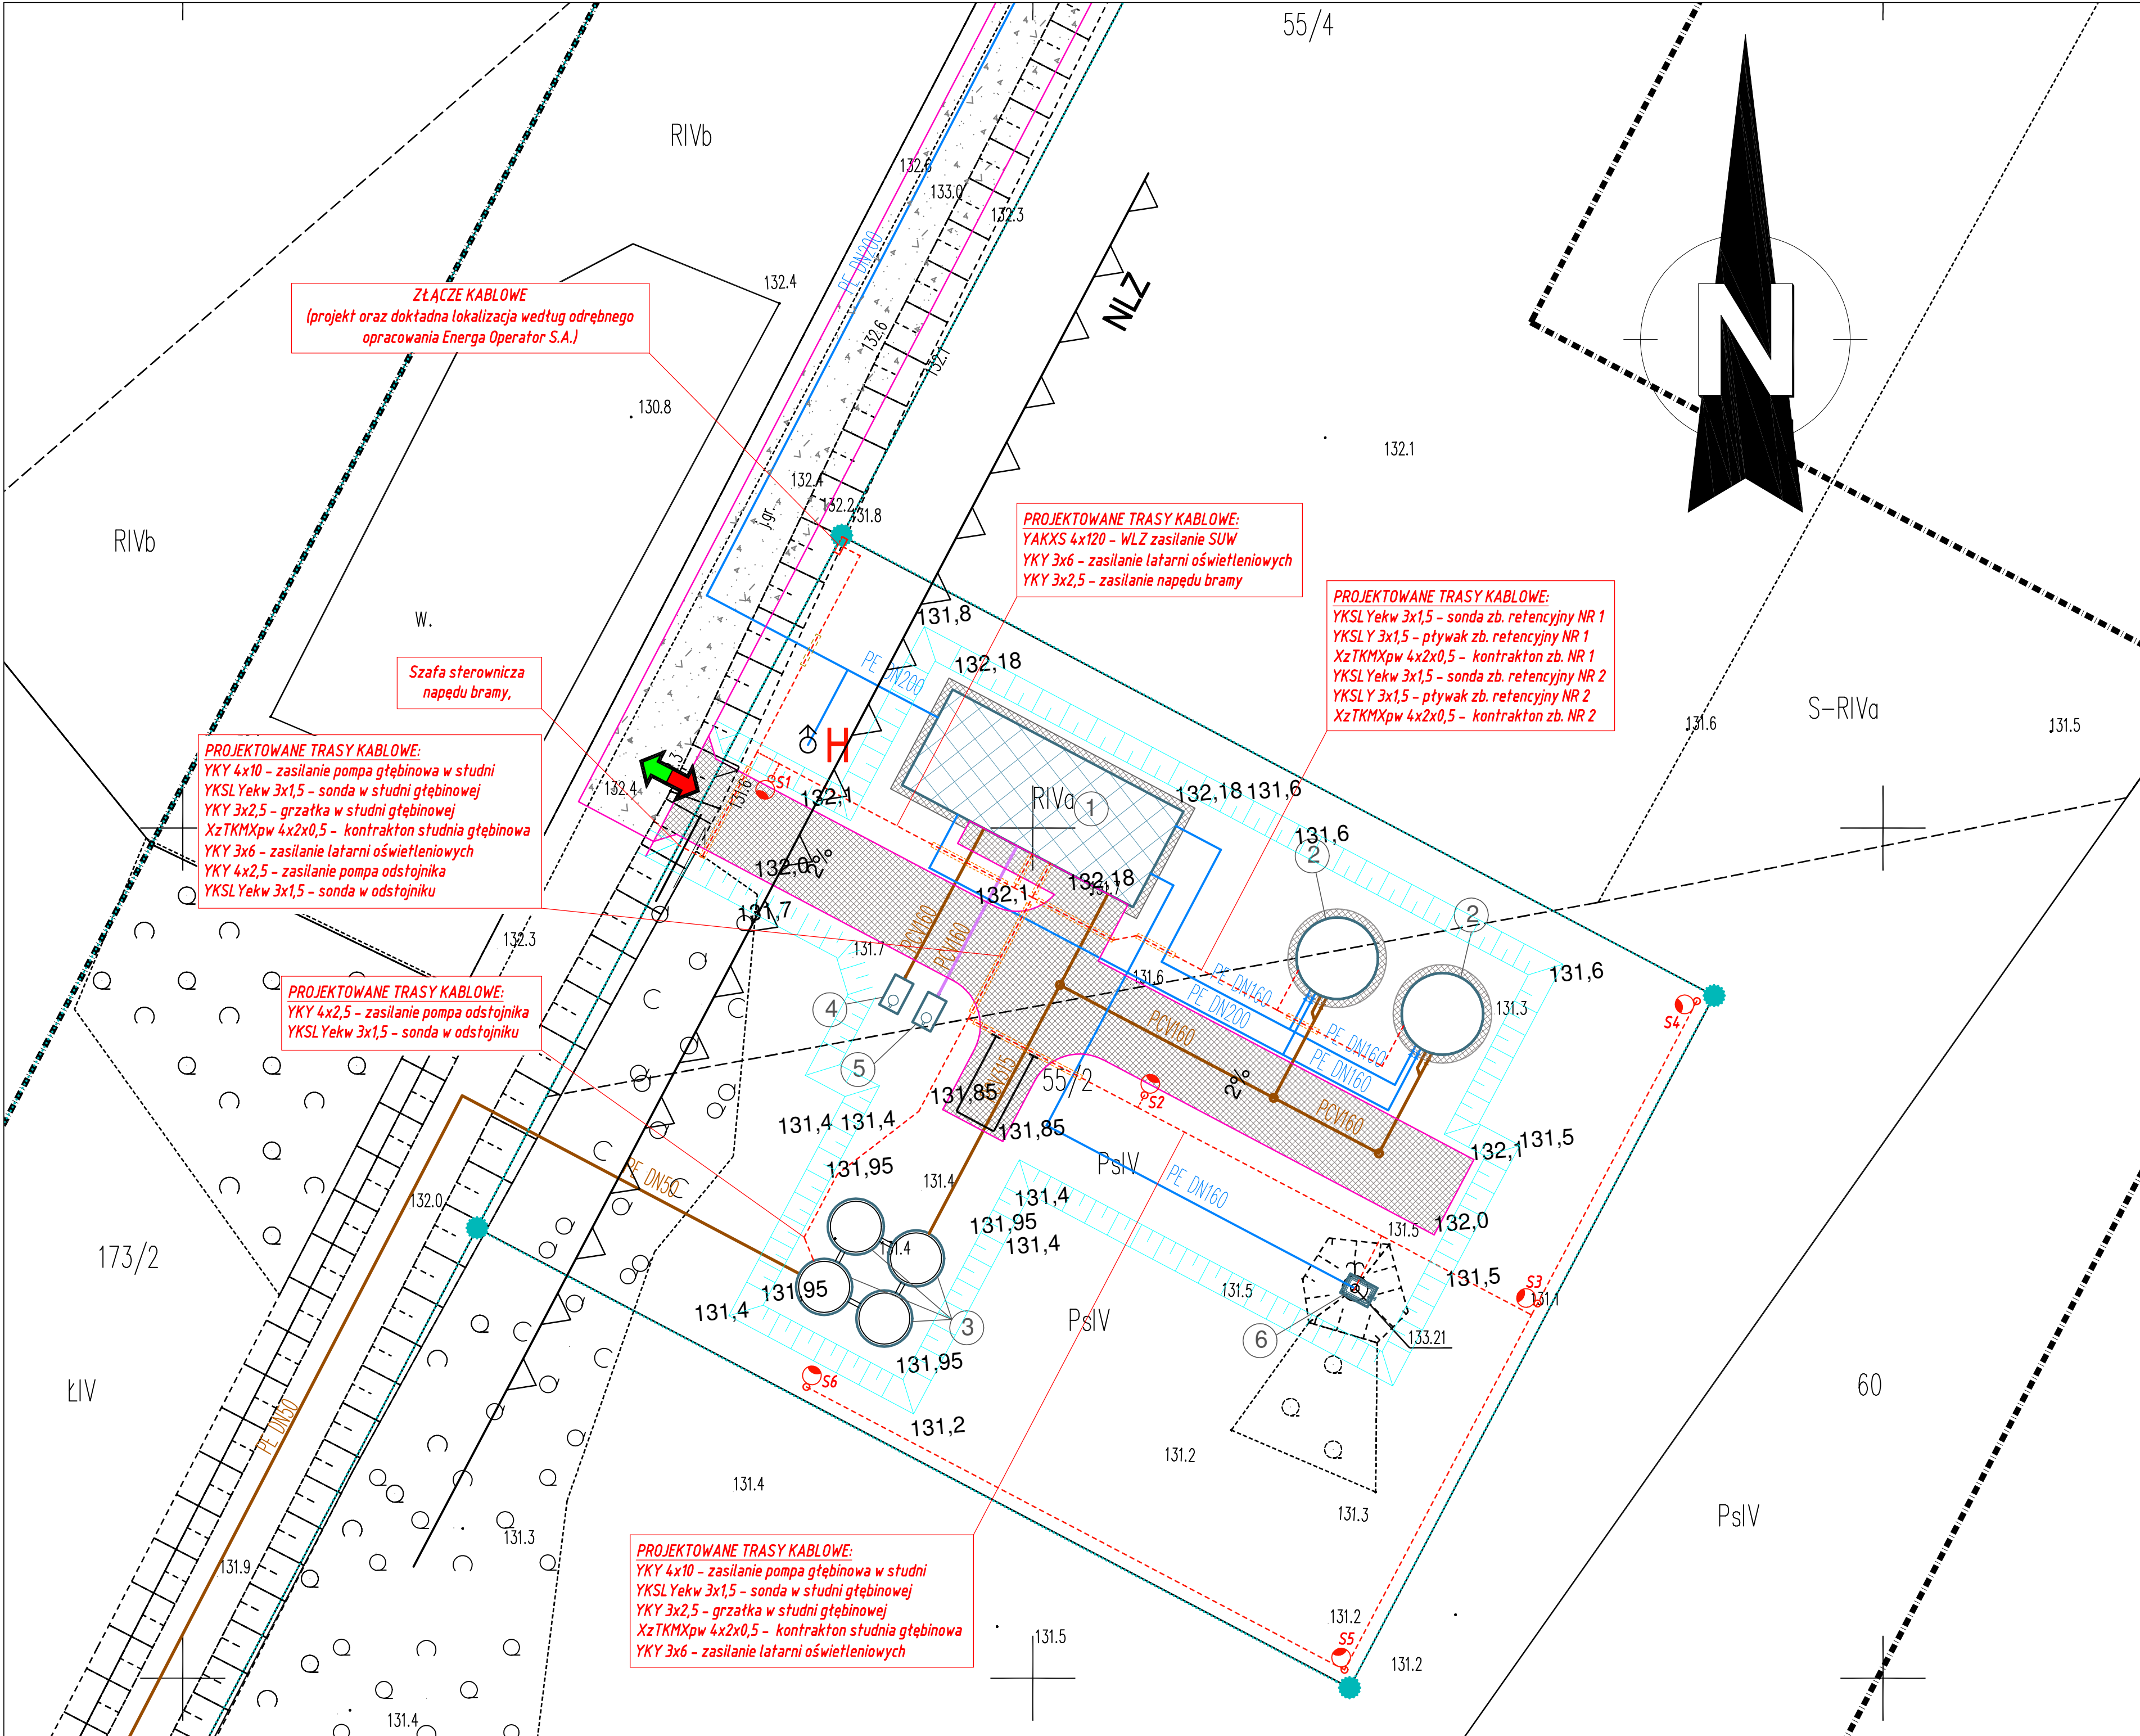 55/4
RIVb
132.6
133.0
132.3
PE DN200
132.4
NLZ
N
ZŁĄCZE KABLOWE
(projekt oraz dokładna lokalizacja według odrębnego
opracowania Energa Operator S.A.)
132.6
132.1
130.8
132.1
132.4
132.2
131.8
j.gr.
RIVb
w.
PROJEKTOWANE TRASY KABLOWE:
YAKXS 4x120 - WLZ zasilanie SUW
YKY 3x6 - zasilanie latarni oświetleniowych
YKY 3x2,5 - zasilanie napędu bramy
PROJEKTOWANE TRASY KABLOWE:
YKSLYekw 3x1,5 - sonda zb. retencyjny NR 1
YKSLY 3x1,5 - pływak zb. retencyjny NR 1
XzTKMXpw 4x2x0,5 - kontrakton zb. NR 1
YKSLYekw 3x1,5 - sonda zb. retencyjny NR 2
YKSLY 3x1,5 - pływak zb. retencyjny NR 2
XzTKMXpw 4x2x0,5 - kontrakton zb. NR 2
131,8
132,18
PE DN200
Szafa sterownicza
napędu bramy,
S-RIVa
131.6
131.5
H
PROJEKTOWANE TRASY KABLOWE:
YKY 4x10 - zasilanie pompa głębinowa w studni
YKSLYekw 3x1,5 - sonda w studni głębinowej
YKY 3x2,5 - grzałka w studni głębinowej
XzTKMXpw 4x2x0,5 - kontrakton studnia głębinowa
YKY 3x6 - zasilanie latarni oświetleniowych
YKY 4x2,5 - zasilanie pompa odstojnika
YKSLYekw 3x1,5 - sonda w odstojniku
132.4
131.6
S1
132,1
RIVa
1
132,18
131,6
131,6
2
132,0
2%
132,1
132,18
131.7
2
131,7
PCV160
PCV160
131.7
132.3
131.6
131,6
PE DN160
PE DN200
131.3
S4
PROJEKTOWANE TRASY KABLOWE:
YKY 4x2,5 - zasilanie pompa odstojnika
YKSLYekw 3x1,5 - sonda w odstojniku
4
5
PCV160
PE DN160
PE DN160
PCV315
55/2
S2
2%
PCV160
131,85
131,85
131,4
131,4
132,1
131,5
131,95
PsIV
PE DN160
PE DN50
131.4
131,4
132.0
131,95
131,4
131.4
132,0
131.5
173/2
131,95
131,4
131.5
131,5
S3
131.1
PsIV
3
6
133.21
131,95
S6
ŁIV
PE DN50
131,2
60
131.2
131.4
131.3
131.3
PsIV
131.9
PROJEKTOWANE TRASY KABLOWE:
YKY 4x10 - zasilanie pompa głębinowa w studni
YKSLYekw 3x1,5 - sonda w studni głębinowej
YKY 3x2,5 - grzałka w studni głębinowej
XzTKMXpw 4x2x0,5 - kontrakton studnia głębinowa
YKY 3x6 - zasilanie latarni oświetleniowych
131.2
S5
131.5
131.2
131.4